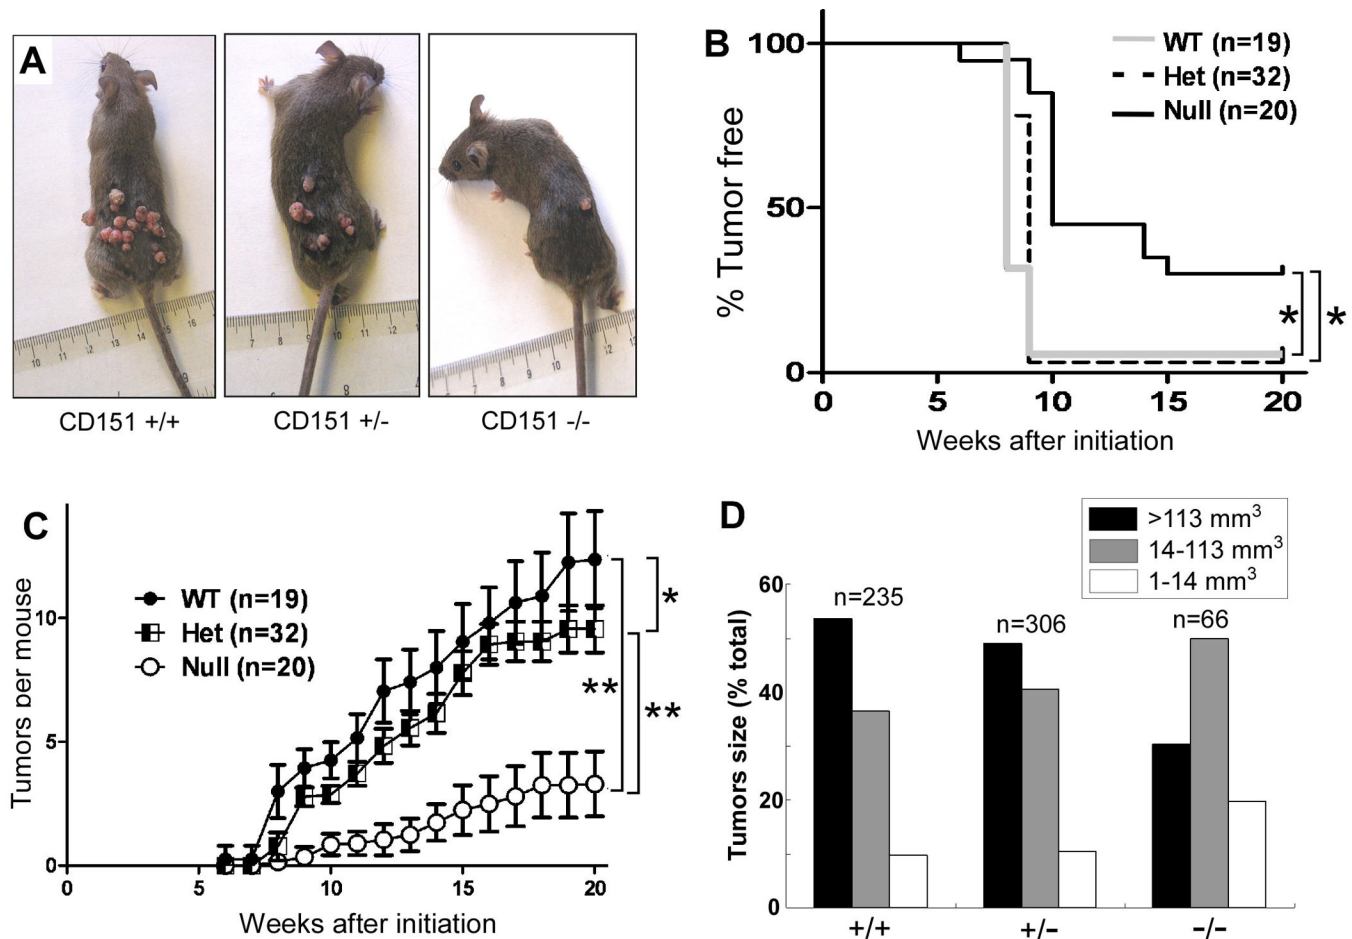 A
CD151 +/+
CD151 +/-
CD151 -/-
B
WT (n=19)
Het (n=32)
Null (n=20)
% Tumor free
100
50
0
*
*
0 5 10 15 20
Weeks after initiation
C
WT (n=19)
Het (n=32)
Null (n=20)
Tumors per mouse
10
5
0
*
**
**
0 5 10 15 20
Weeks after initiation
D
>113 mm³
14-113 mm³
1-14 mm³
Tumors size (% total)
60
40
20
0
n=235
n=306
n=66
+/+ +/- -/-